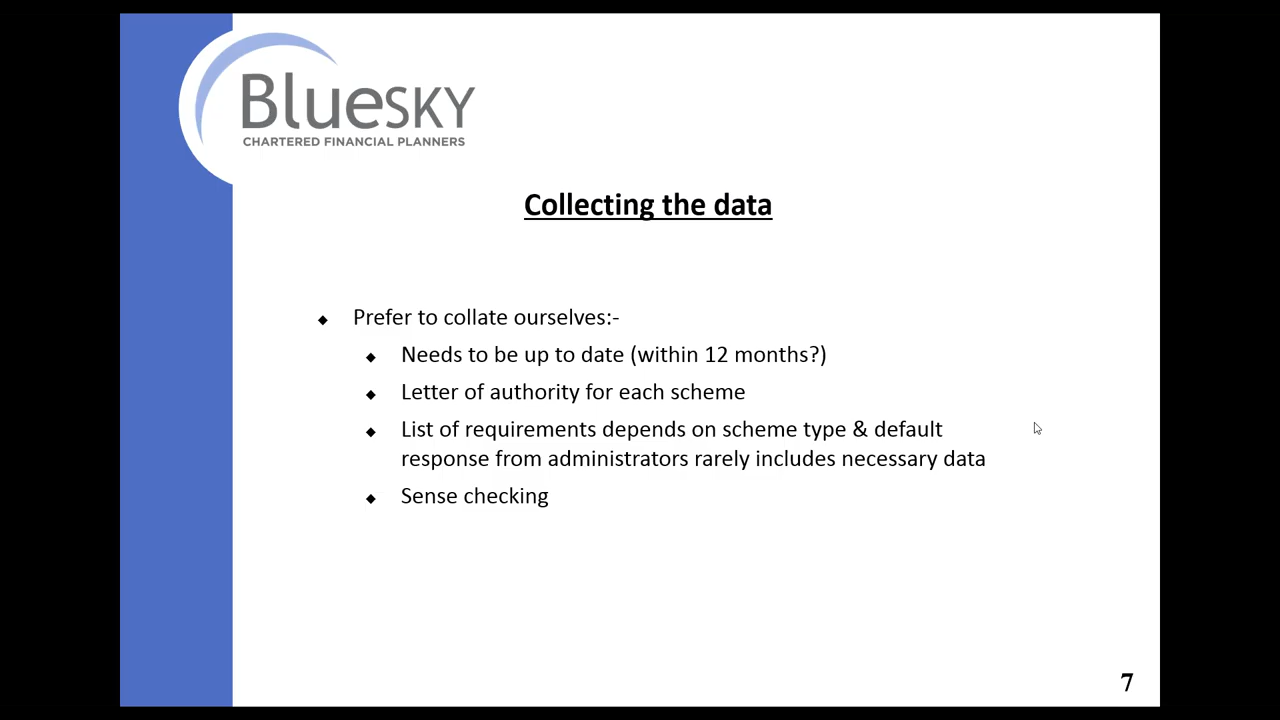 BlueSKY
CHARTERED FINANCIAL PLANNERS
Collecting the data
Prefer to collate ourselves:-
Needs to be up to date (within 12 months?)
Letter of authority for each scheme
List of requirements depends on scheme type & default
response from administrators rarely includes necessary data
Sense checking
7